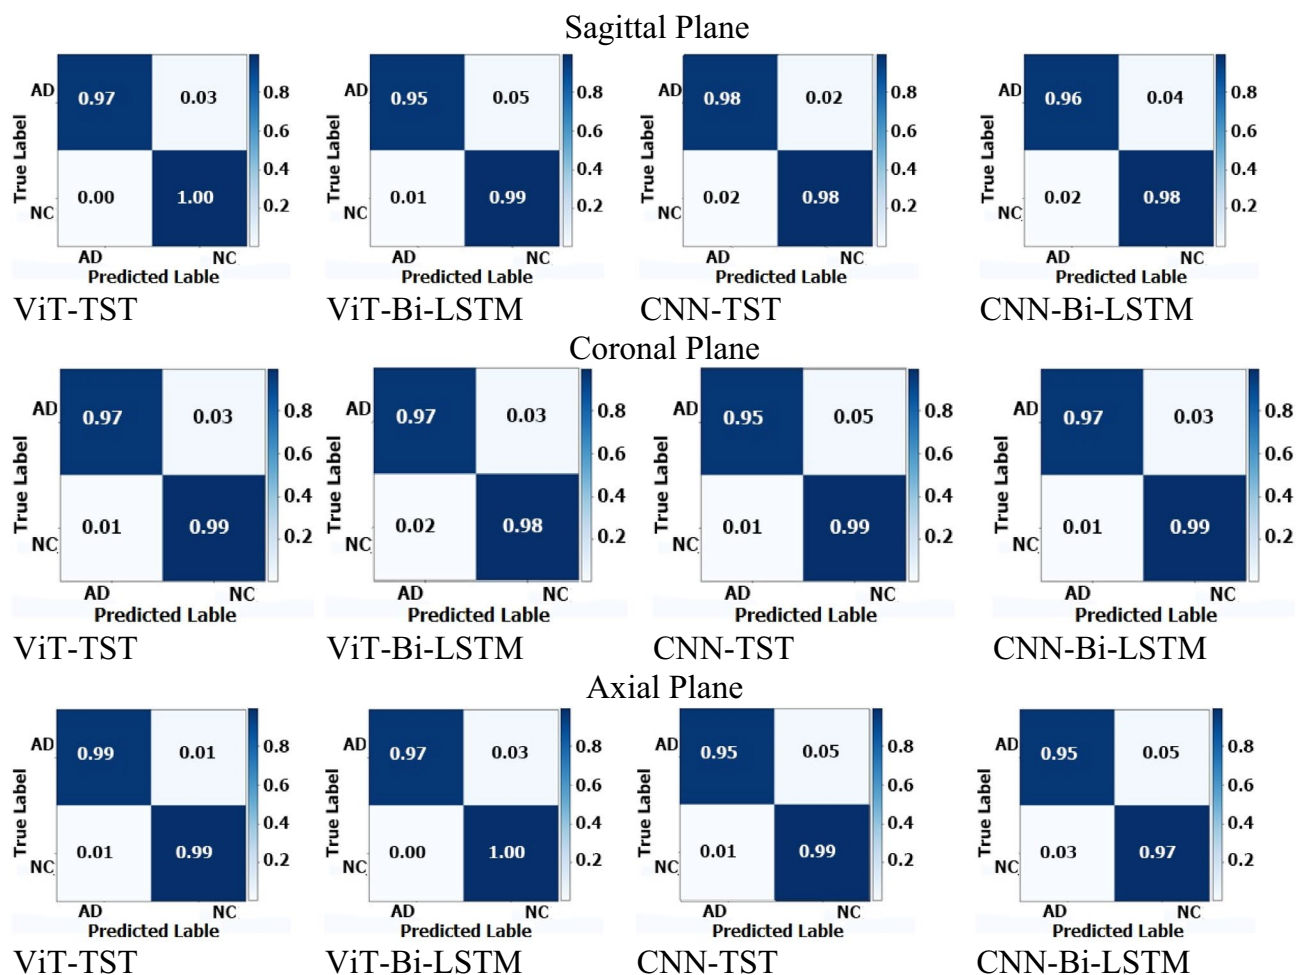 Sagittal Plane
AD 0.97 0.03 0.8 AD 0.95 0.05 0.8 AD 0.98 0.02 0.8 AD 0.96 0.04 0.8
0.6 0.6 0.6 0.6
True Label True Label True Label True Label
0.4 0.4 0.4 0.4
NC 0.00 1.00 0.2 NC 0.01 0.99 0.2 NC 0.02 0.98 0.2 NC 0.02 0.98 0.2
AD NC AD NC AD NC AD NC
Predicted Lable Predicted Lable Predicted Lable Predicted Lable
ViT-TST ViT-Bi-LSTM CNN-TST CNN-Bi-LSTM
Coronal Plane
AD 0.97 0.03 0.8 AD 0.97 0.03 0.8 AD 0.95 0.05 0.8 AD 0.97 0.03 0.8
0.6 0.6 0.6 0.6
True Label True Label True Label True Label
0.4 0.4 0.4 0.4
NC 0.01 0.99 0.2 NC 0.02 0.98 0.2 NC 0.01 0.99 0.2 NC 0.01 0.99 0.2
AD NC AD NC AD NC AD NC
Predicted Lable Predicted Lable Predicted Lable Predicted Lable
ViT-TST ViT-Bi-LSTM CNN-TST CNN-Bi-LSTM
Axial Plane
AD 0.99 0.01 0.8 AD 0.97 0.03 0.8 AD 0.95 0.05 0.8 AD 0.95 0.05 0.8
0.6 0.6 0.6 0.6
True Label True Label True Label True Label
0.4 0.4 0.4 0.4
NC 0.01 0.99 0.2 NC 0.00 1.00 0.2 NC 0.01 0.99 0.2 NC 0.03 0.97 0.2
AD NC AD NC AD NC AD NC
Predicted Lable Predicted Lable Predicted Lable Predicted Lable
ViT-TST ViT-Bi-LSTM CNN-TST CNN-Bi-LSTM